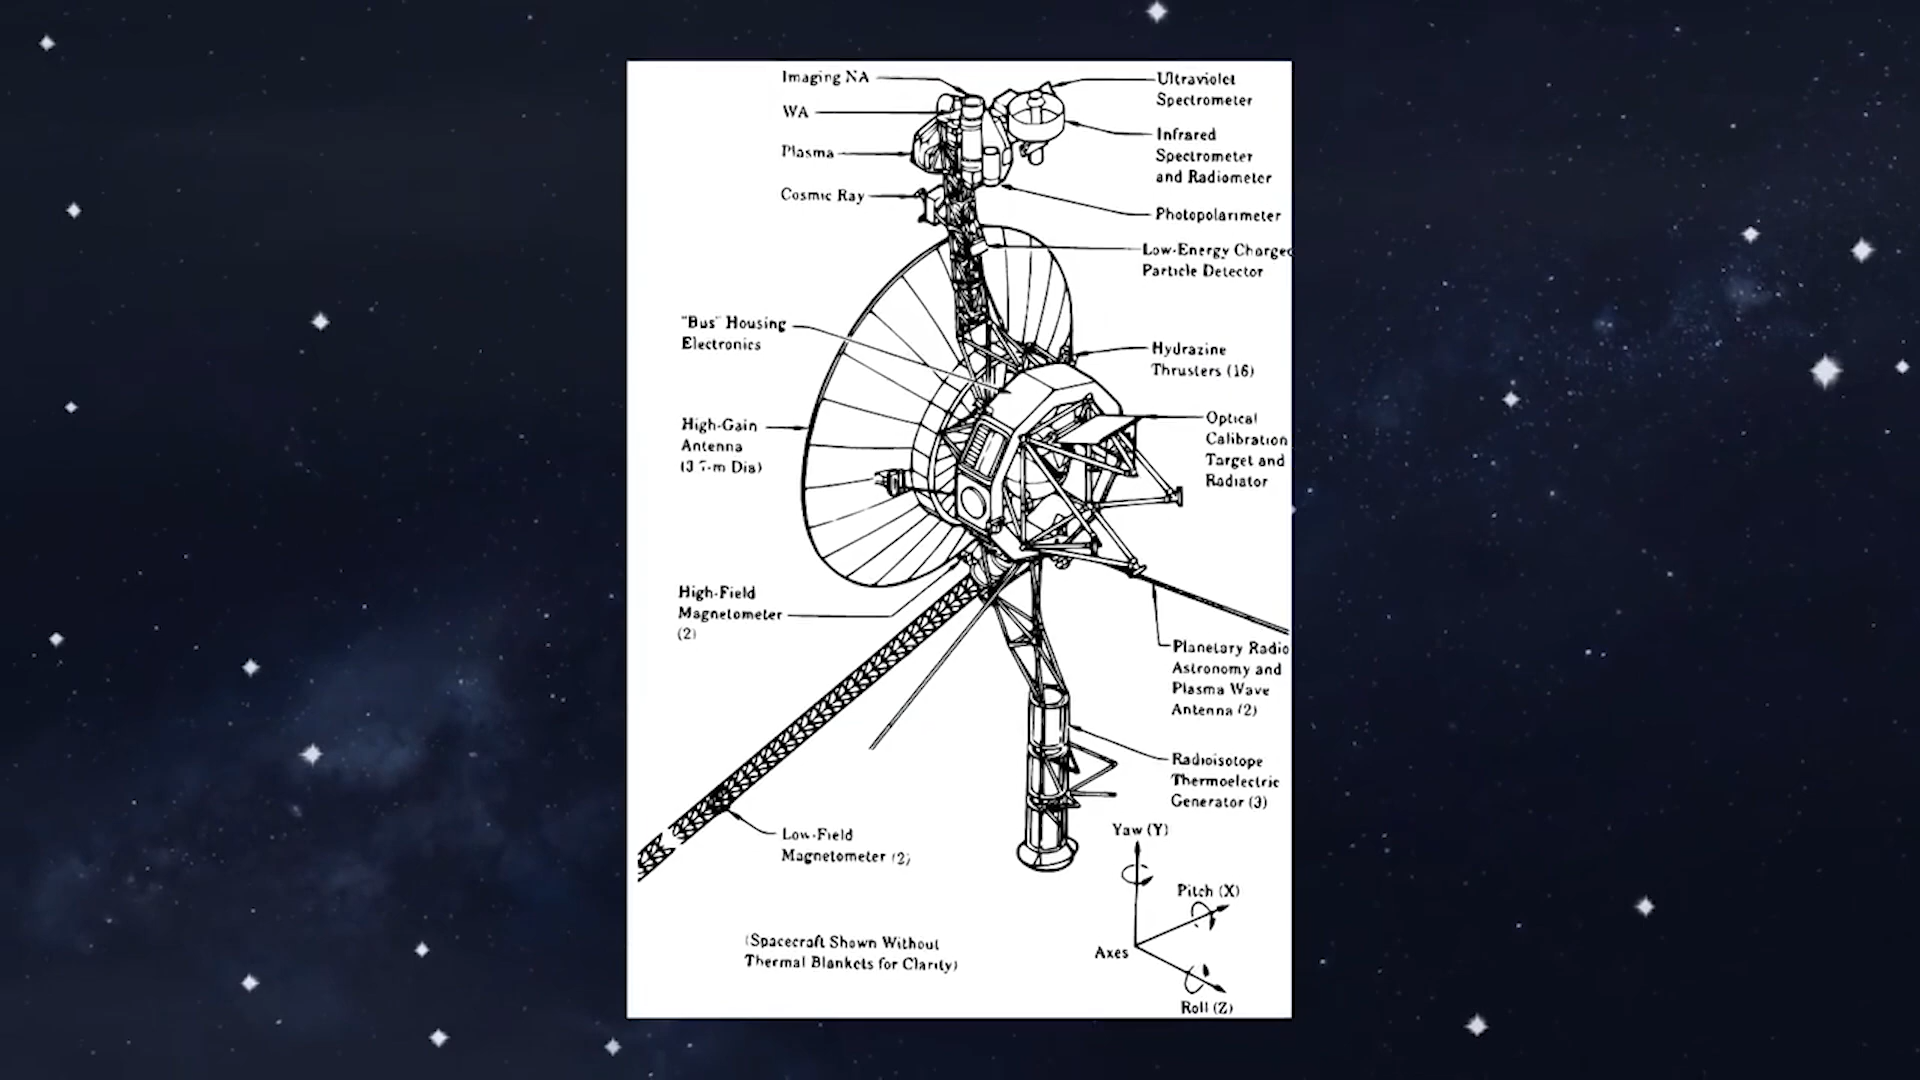 Imaging NA
WA
Plasma
Cosmic Ray
"Bus" Housing
Electronics
High-Gain
Antenna
Dia)
High-Field
Magnetometer
(2)
Low-Field
Magnetometer (2)
(Spacecraft Shown Without
Thermal Blankets for Clarity)
Ultraviolet
Spectrometer
Infrared
Spectrometer
and Radiometer
Photopolarimeter
Low-Energy Charged
Particle Detector
Hydrazine
Thrusters (16)
Optical
Calibration
Target and
Radiator
Planetary Radio
Astronomy and
Plasma Wave
Antenna (2)
Radioisotope
Thermoelectric
Generator (3)
Yaw (Y)
Pitch (X)
Axes
Roll (Z)